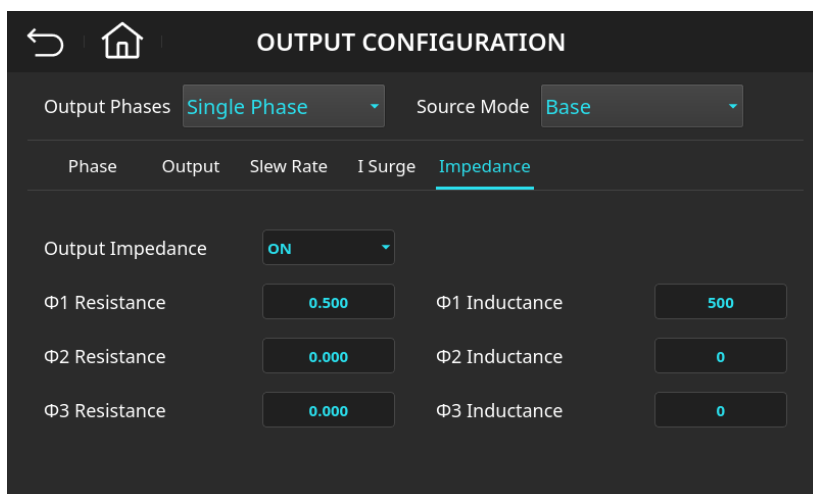 OUTPUT CONFIGURATION
Output Phases Single Phase Source Mode Base
Phase Output Slew Rate I Surge Impedance
Output Impedance ON
Φ1 Resistance 0.500 Φ1 Inductance 500
Φ2 Resistance 0.000 Φ2 Inductance 0
Φ3 Resistance 0.000 Φ3 Inductance 0